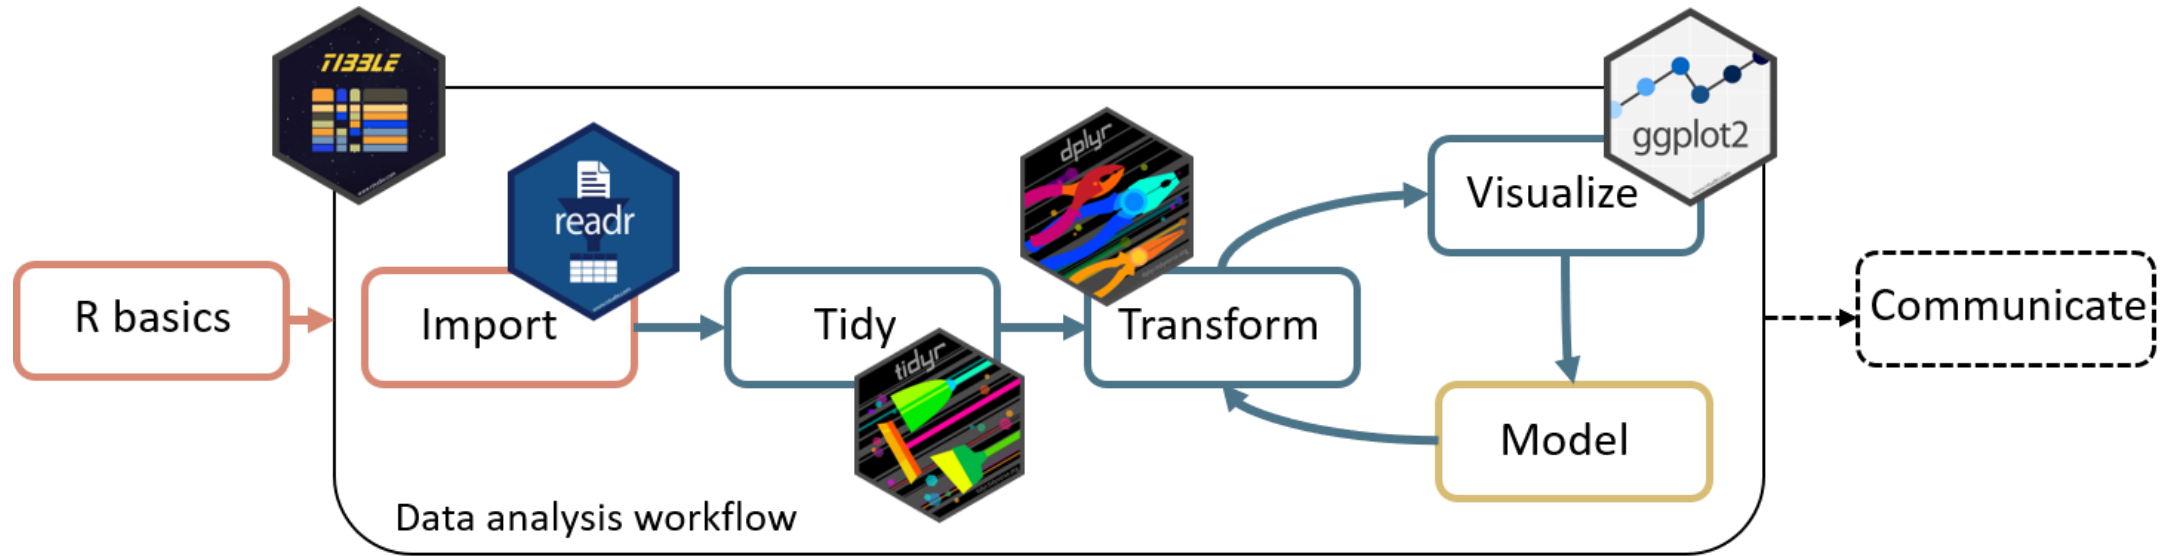 TIBBLE
ggplot2
dplyr
readr
Visualize
R basics
Import
Tidy
Transform
Communicate
tidyr
Model
Data analysis workflow